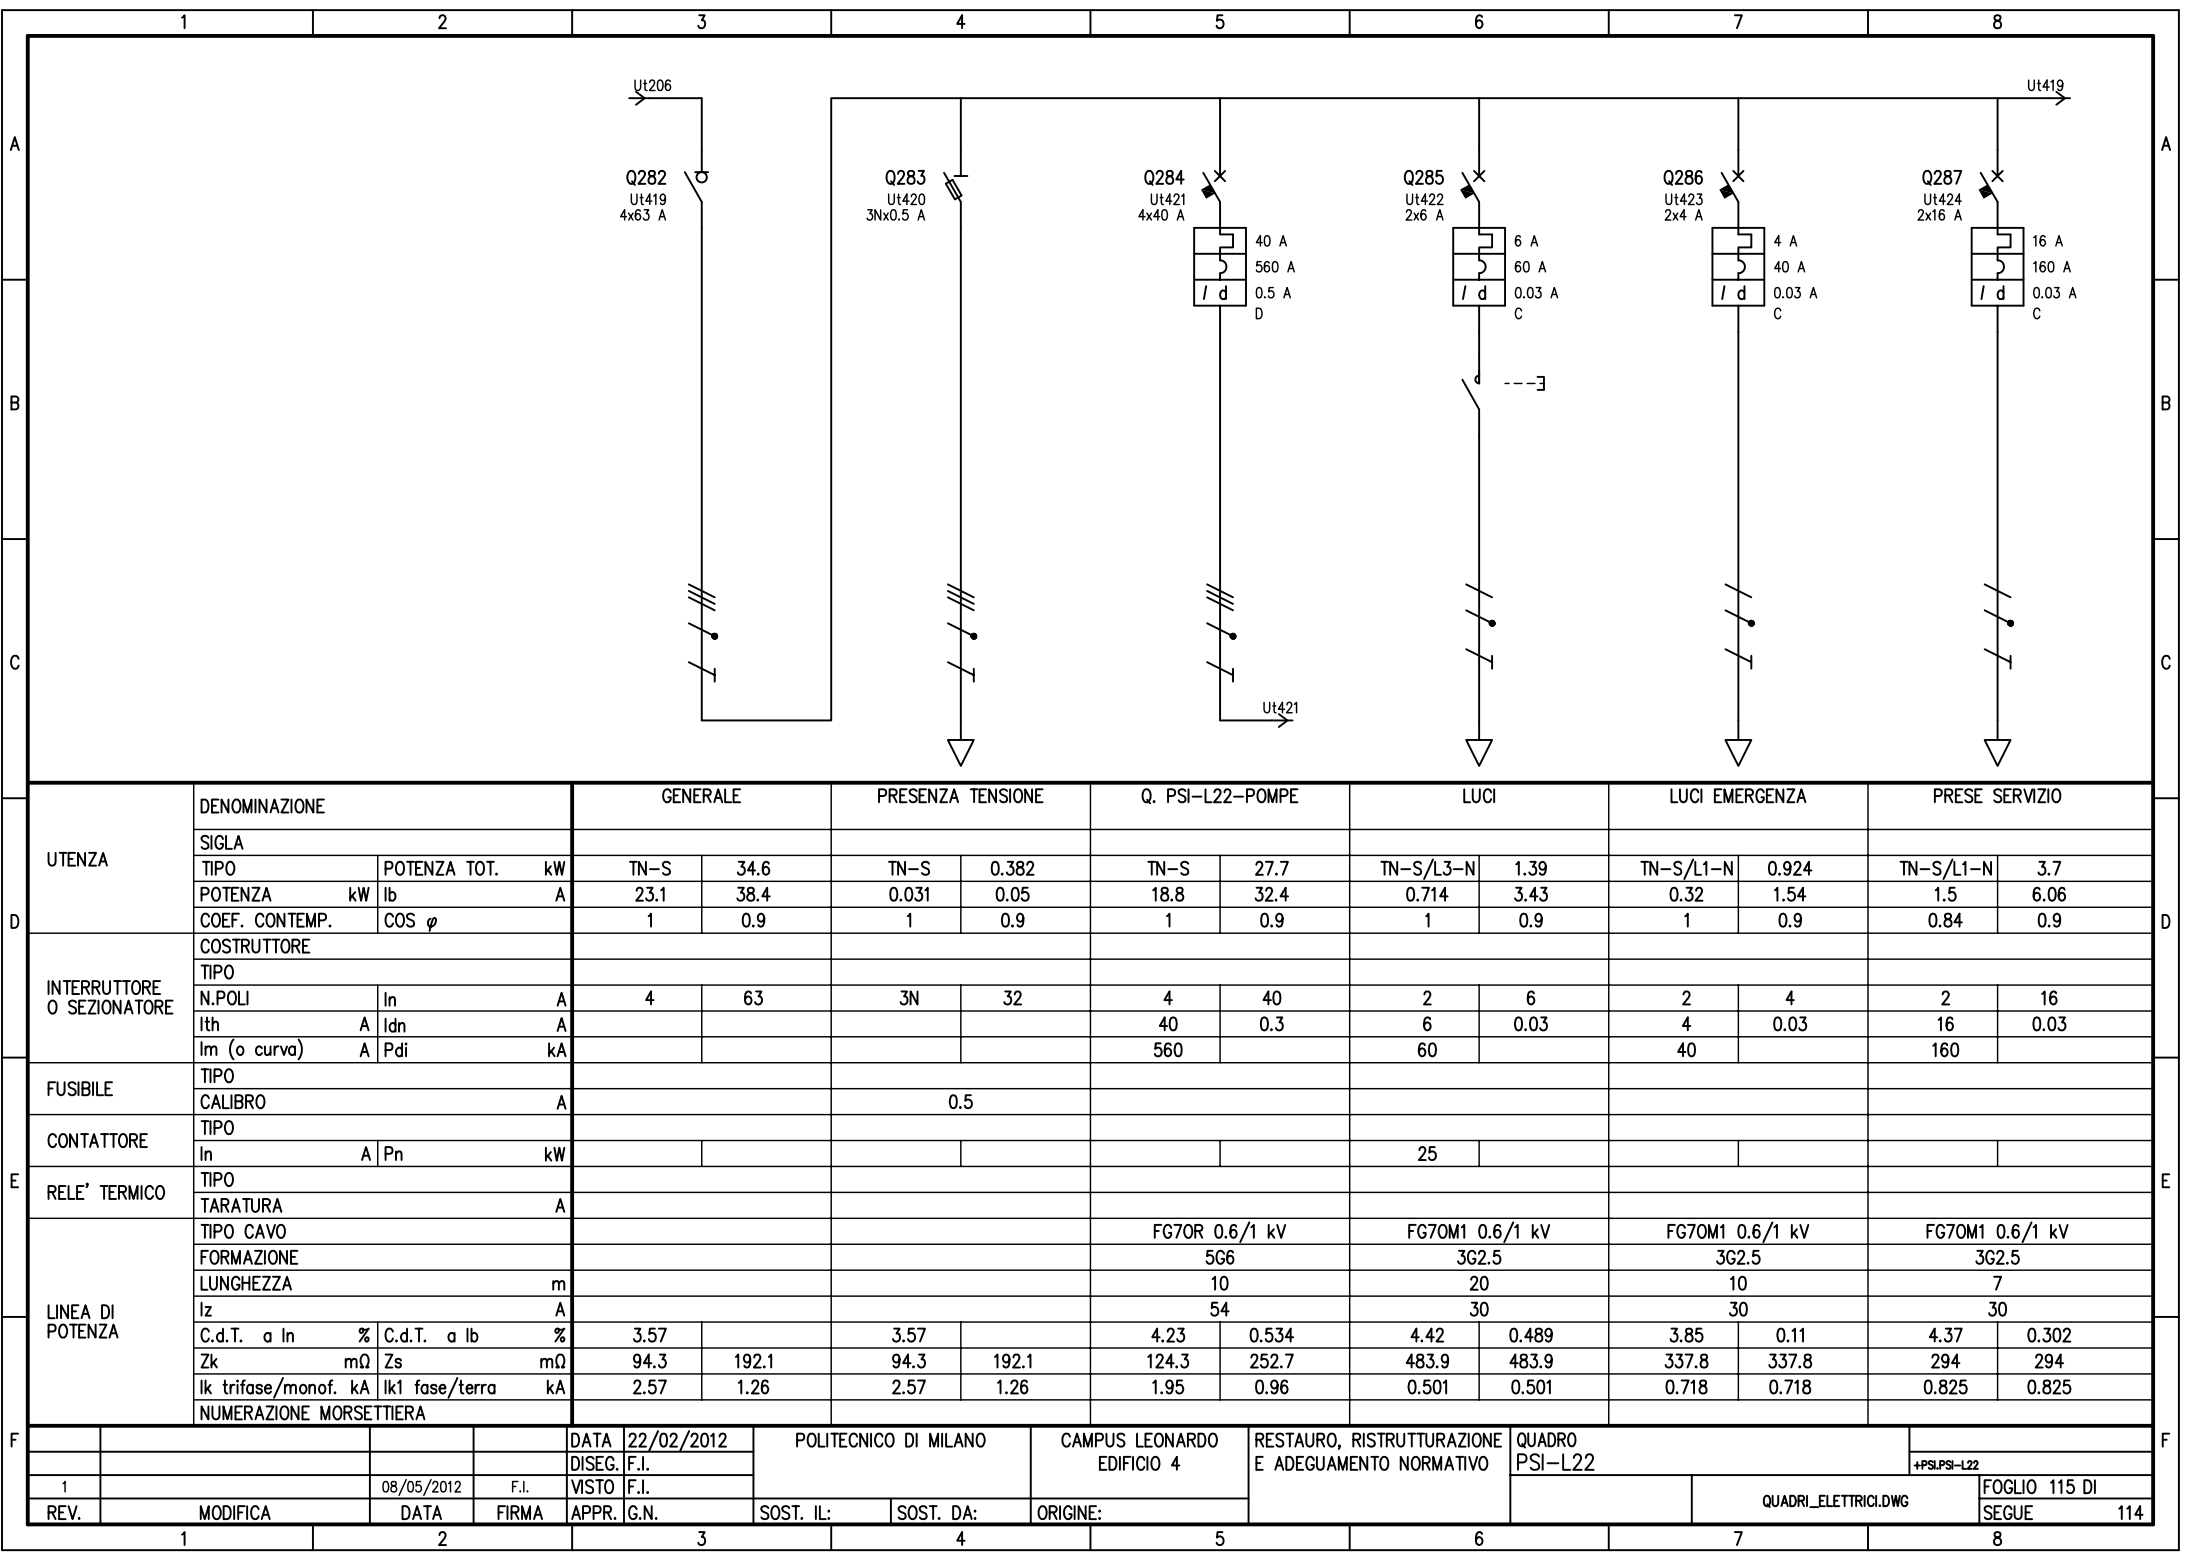 1 2 3 4 5 6 7 8
Ut206
Ut419
A A
Q282
Ut419
4x63 A
Q283
Ut420
3Nx0.5 A
Q284
Ut421
4x40 A
40 A
560 A
I d 0.5 A
D
Q285
Ut422
2x6 A
6 A
60 A
I d 0.03 A
C
Q286
Ut423
2x4 A
4 A
40 A
I d 0.03 A
C
Q287
Ut424
2x16 A
16 A
160 A
I d 0.03 A
C
B B
C C
Ut421
UTENZA
DENOMINAZIONE GENERALE PRESENZA TENSIONE Q. PSI-L22-POMPE LUCI LUCI EMERGENZA PRESE SERVIZIO
SIGLA
TIPO POTENZA TOT. kW TN-S 34.6 TN-S 0.382 TN-S 27.7 TN-S/L3-N 1.39 TN-S/L1-N 0.924 TN-S/L1-N 3.7
POTENZA kW Ib A 23.1 38.4 0.031 0.05 18.8 32.4 0.714 3.43 0.32 1.54 1.5 6.06
D COEF. CONTEMP. COS φ 1 0.9 1 0.9 1 0.9 1 0.9 1 0.9 0.84 0.9 D
INTERRUTTORE
O SEZIONATORE
COSTRUTTORE
TIPO
N.POLI In A 4 63 3N 32 4 40 2 6 2 4 2 16
Ith A Idn A 40 0.3 6 0.03 4 0.03 16 0.03
Im (o curva) A Pdi kA 560 60 40 160
FUSIBILE
TIPO
CALIBRO A 0.5
CONTATTORE
TIPO
In A Pn kW 25
E E
RELE' TERMICO
TIPO
TARATURA A
LINEA DI
POTENZA
TIPO CAVO FG7OR 0.6/1 kV FG7OM1 0.6/1 kV FG7OM1 0.6/1 kV FG7OM1 0.6/1 kV
FORMAZIONE 5G6 3G2.5 3G2.5 3G2.5
LUNGHEZZA m 10 20 10 7
Iz A 54 30 30 30
C.d.T. a In % C.d.T. a Ib % 3.57 3.57 4.23 0.534 4.42 0.489 3.85 0.11 4.37 0.302
Zk mΩ Zs mΩ 94.3 192.1 94.3 192.1 124.3 252.7 483.9 483.9 337.8 337.8 294 294
Ik trifase/monof. kA Ik1 fase/terra kA 2.57 1.26 2.57 1.26 1.95 0.96 0.501 0.501 0.718 0.718 0.825 0.825
NUMERAZIONE MORSETTIERA
F F
DATA 22/02/2012 POLITECNICO DI MILANO CAMPUS LEONARDO RESTAURO, RISTRUTTURAZIONE QUADRO
DISEG. F.I. EDIFICIO 4 E ADEGUAMENTO NORMATIVO PSI-L22 +PSI.PSI-L22
1 08/05/2012 F.I. VISTO F.I. QUADRI_ELETTRICI.DWG FOGLIO 115 DI
REV. MODIFICA DATA FIRMA APPR. G.N. SOST. IL: SOST. DA: ORIGINE: SEGUE 114
1 2 3 4 5 6 7 8